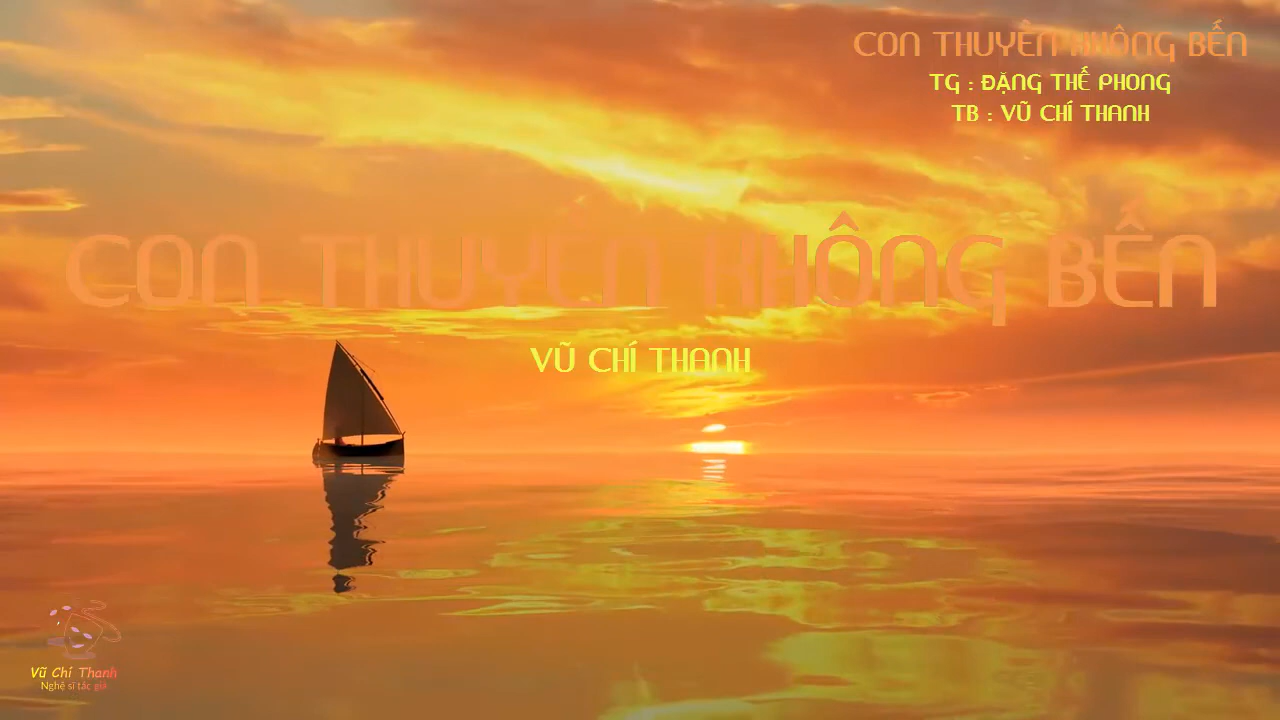 CON THUYỀN KHÔNG BẾN
TG : ĐẶNG THẾ PHONG
TB : VŨ CHÍ THANH
CON THUYỀN KHÔNG BẾN
VŨ CHÍ THANH
Vũ Chí Thanh
Nghệ sĩ tác giả